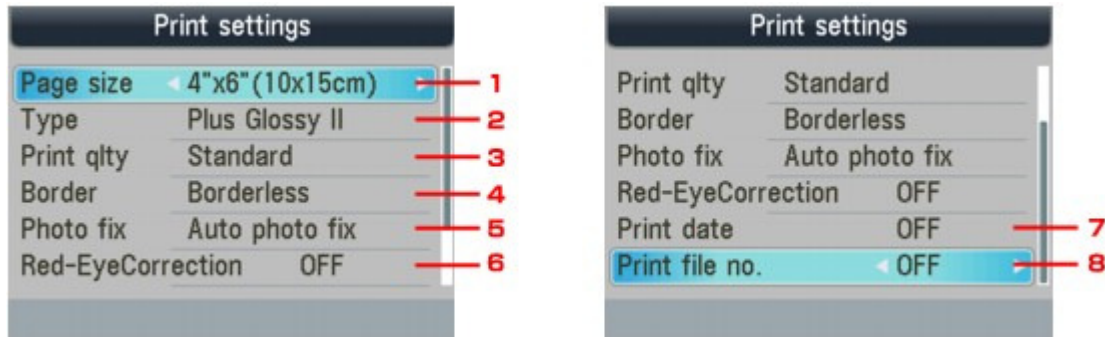 Print settings
Page size 4"x6"(10x15cm) 1
Type Plus Glossy II 2
Print qlty Standard 3
Border Borderless 4
Photo fix Auto photo fix 5
Red-EyeCorrection OFF 6
Print settings
Print qlty Standard
Border Borderless
Photo fix Auto photo fix
Red-EyeCorrection OFF
Print date OFF 7
Print file no. OFF 8